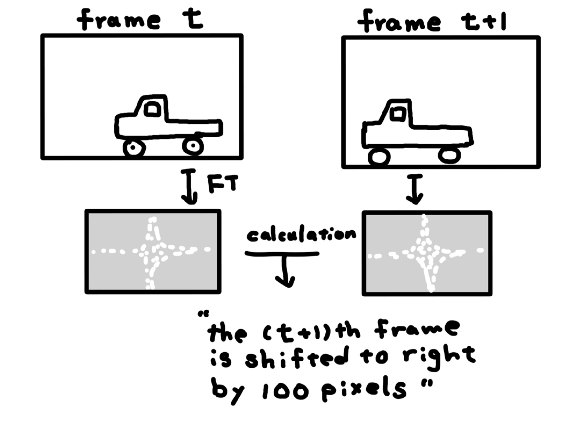 frame t
frame t+1
FT
calculation
"the (t+1)th frame
is shifted to right
by 100 pixels"